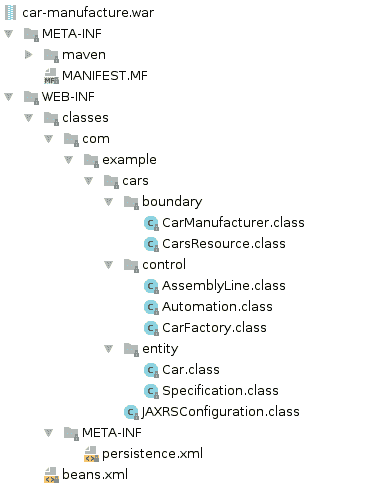 car-manufacture.war
META-INF
maven
MANIFEST.MF
WEB-INF
classes
com
example
cars
boundary
CarManufacturer.class
CarsResource.class
control
AssemblyLine.class
Automation.class
CarFactory.class
entity
Car.class
Specification.class
JAXRSConfiguration.class
META-INF
persistence.xml
beans.xml